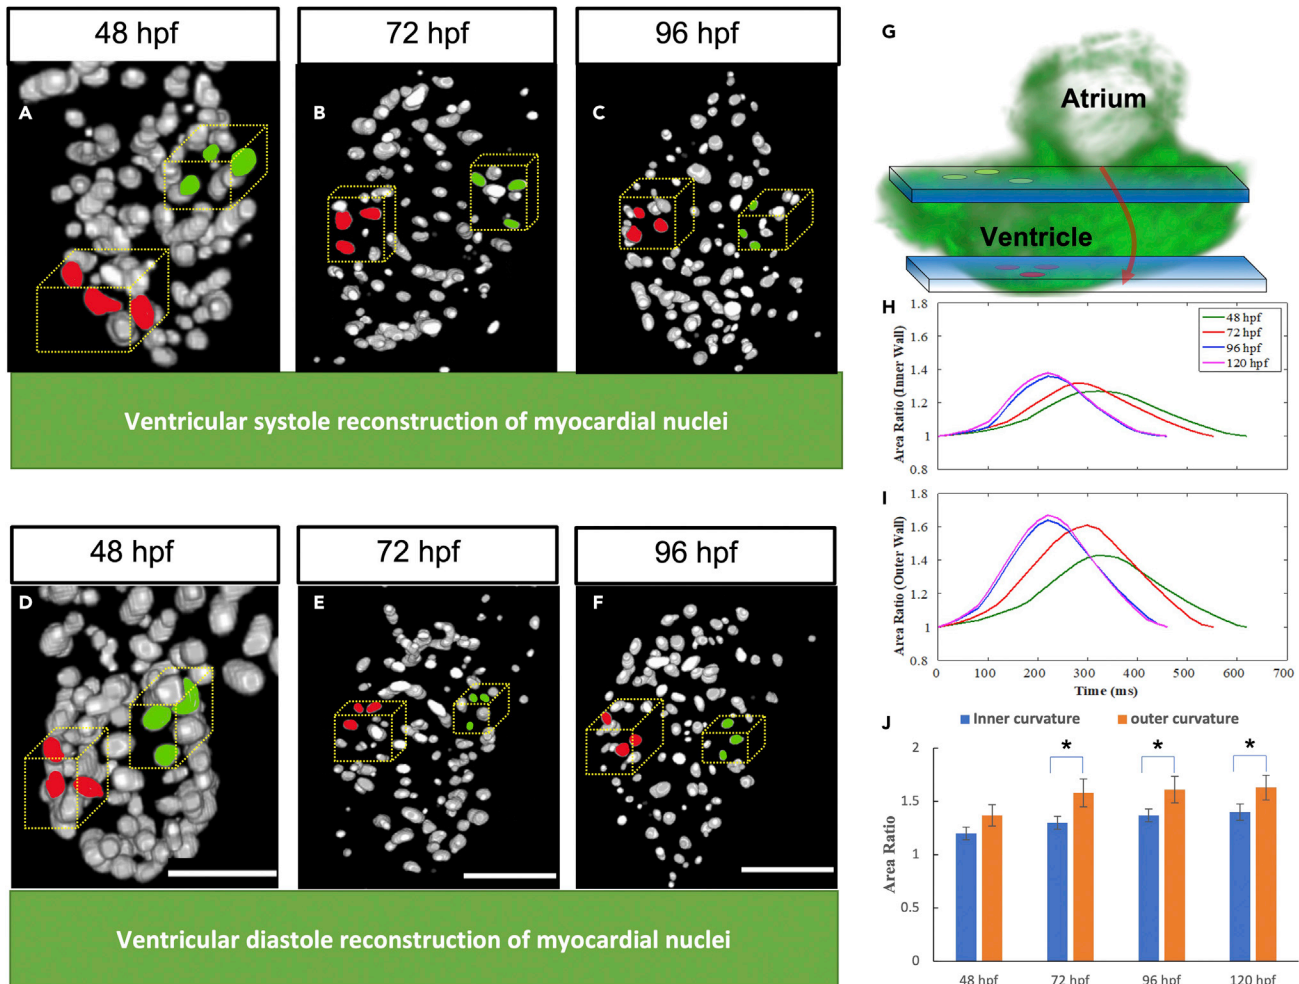 48 hpf
72 hpf
96 hpf
A
B
C
Ventricular systole reconstruction of myocardial nuclei
48 hpf
72 hpf
96 hpf
D
E
F
Ventricular diastole reconstruction of myocardial nuclei
G
Atrium
Ventricle
H
1.8
1.6
1.4
1.2
1
0.8
Area Ratio (Inner Wall)
48 hpf
72 hpf
96 hpf
120 hpf
I
1.8
1.6
1.4
1.2
1
0.8
Area Ratio (Outer Wall)
0 100 200 300 400 500 600 700
Time (ms)
J
Inner curvature outer curvature
2
1.5
1
0.5
0
Area Ratio
* * *
48 hpf 72 hpf 96 hpf 120 hpf